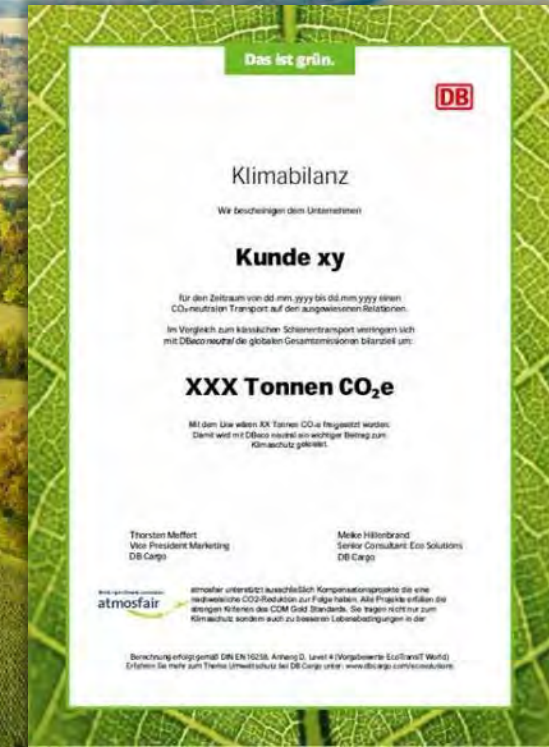 Das ist grün.
DB
Klimabilanz
Wir bescheinigen dem Unternehmen
Kunde xy
für den Zeitraum von dd.mm.yyyy bis dd.mm.yyyy einen
CO₂-neutralen Transport auf den ausgewiesenen Relationen.
Im Vergleich zum klassischen Schienentransport verringern sich
mit DBeco neutral die globalen Gesamtemissionen bilanziell um:
XXX Tonnen CO₂e
Mit dem Lkw wären XX Tonnen CO₂e freigesetzt worden.
Damit wird mit DBeco neutral ein wichtiger Beitrag zum
Klimaschutz geleistet.
Thorsten Meffert
Vice President Marketing
DB Cargo
Meike Hillenbrand
Senior Consultant Eco Solutions
DB Cargo
atmosfair
atmosfair unterstützt ausschließlich Kompensationsprojekte die eine
nachweisliche CO2-Reduktion zur Folge haben. Alle Projekte erfüllen die
strengen Kriterien des CDM Gold Standards. Sie tragen nicht nur zum
Klimaschutz sondern auch zu besseren Lebensbedingungen in der
Berechnung erfolgt gemäß DIN EN 16258, Anhang D, Level 4 (Vorgabewerte EcoTransIT World)
Erfahren Sie mehr zum Thema Umweltschutz bei DB Cargo unter: www.dbcargo.com/ecosolutions